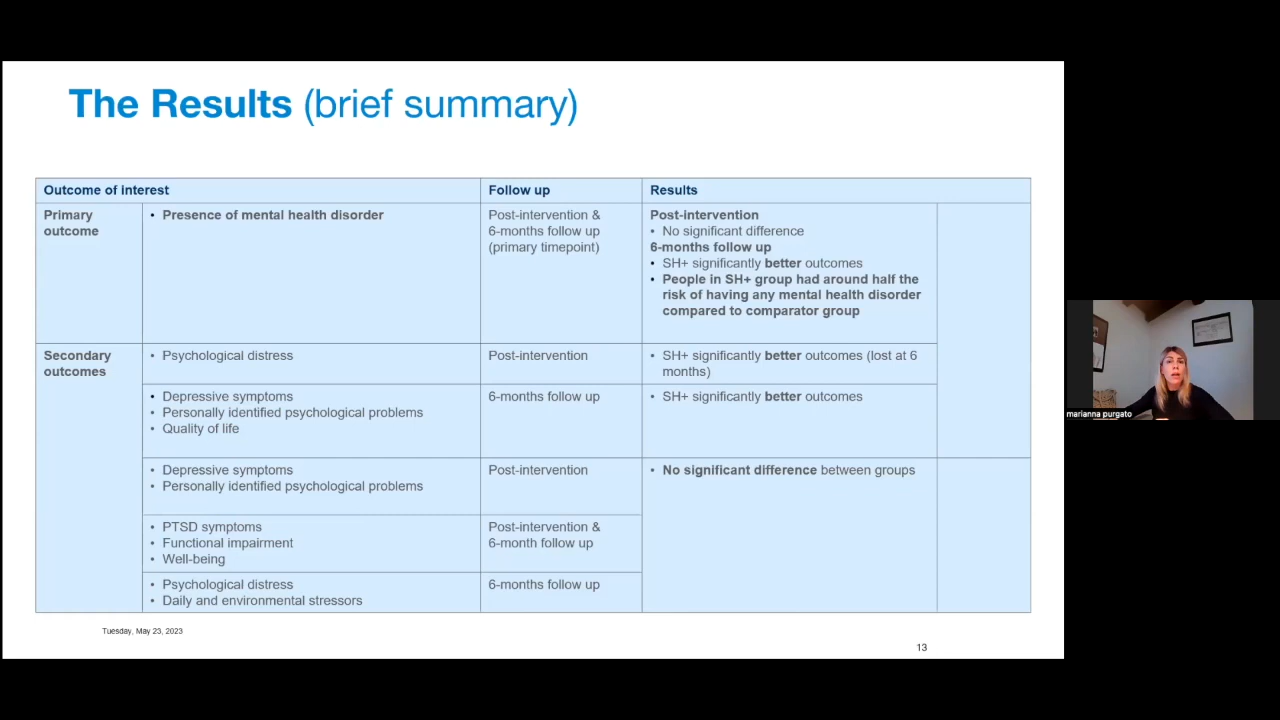 The Results (brief summary)
Outcome of interest
Follow up
Results
Primary
outcome
• Presence of mental health disorder
Post-intervention &
6-months follow up
(primary timepoint)
Post-intervention
• No significant difference
6-months follow up
• SH+ significantly better outcomes
• People in SH+ group had around half the
risk of having any mental health disorder
compared to comparator group
Secondary
outcomes
• Psychological distress
Post-intervention
• SH+ significantly better outcomes (lost at 6
months)
• Depressive symptoms
• Personally identified psychological problems
• Quality of life
6-months follow up
• SH+ significantly better outcomes
• Depressive symptoms
• Personally identified psychological problems
Post-intervention
• No significant difference between groups
• PTSD symptoms
• Functional impairment
• Well-being
Post-intervention &
6-month follow up
• Psychological distress
• Daily and environmental stressors
6-months follow up
Tuesday, May 23, 2023
13
marianna purgato